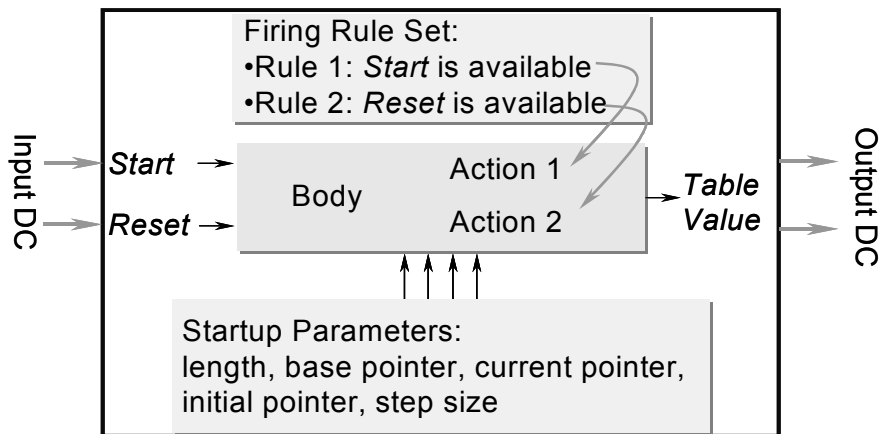 Firing Rule Set:
•Rule 1: Start is available
•Rule 2: Reset is available
Input DC
Start
Reset
Body
Action 1
Action 2
Table
Value
Output DC
Startup Parameters:
length, base pointer, current pointer,
initial pointer, step size